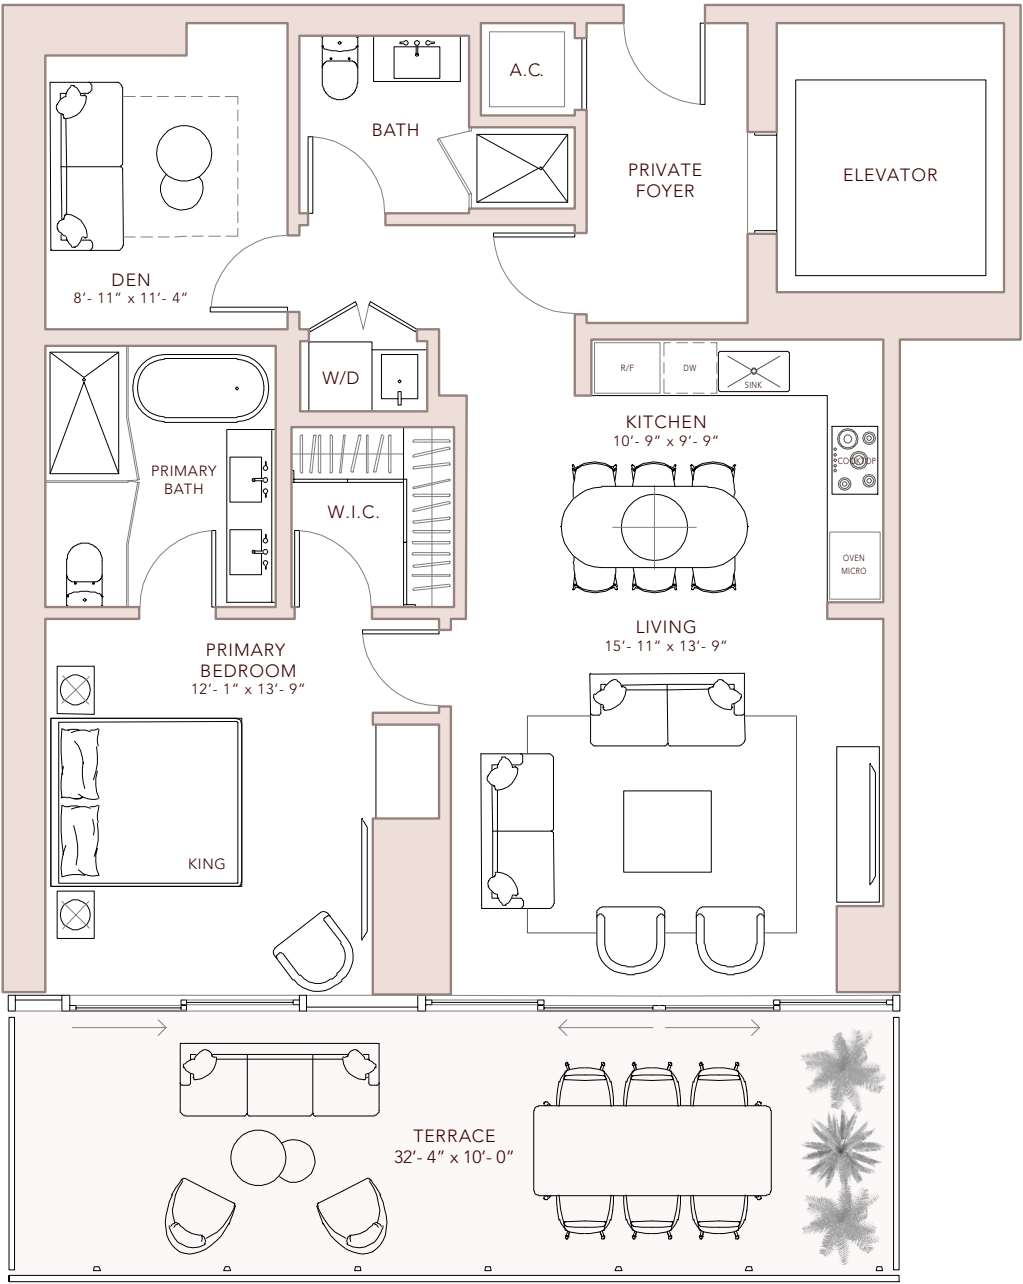 A.C.
BATH
PRIVATE
FOYER
ELEVATOR
DEN
8’- 11” x 11’- 4”
W/D
R/F
DW
SINK
KITCHEN
10’- 9” x 9’- 9”
COOKTOP
PRIMARY
BATH
W.I.C.
OVEN
MICRO
LIVING
15’- 11” x 13’- 9”
PRIMARY
BEDROOM
12’- 1” x 13’- 9”
KING
TERRACE
32’- 4” x 10’- 0”